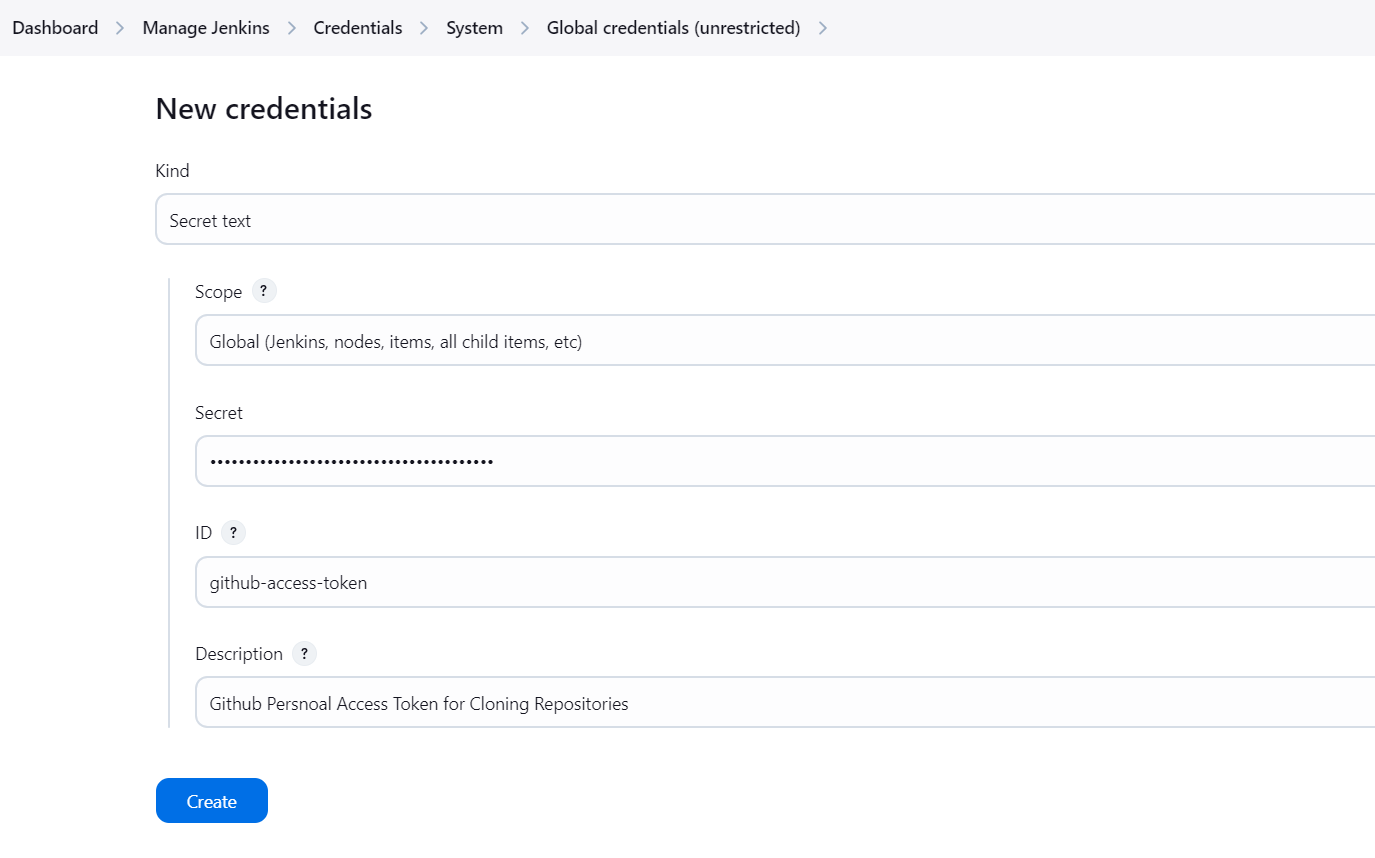 Dashboard > Manage Jenkins > Credentials > System > Global credentials (unrestricted) >
New credentials
Kind
Secret text
Scope ?
Global (Jenkins, nodes, items, all child items, etc)
Secret
••••••••••••••••••••••••••••••••••••••••
ID ?
github-access-token
Description ?
Github Persnoal Access Token for Cloning Repositories
Create